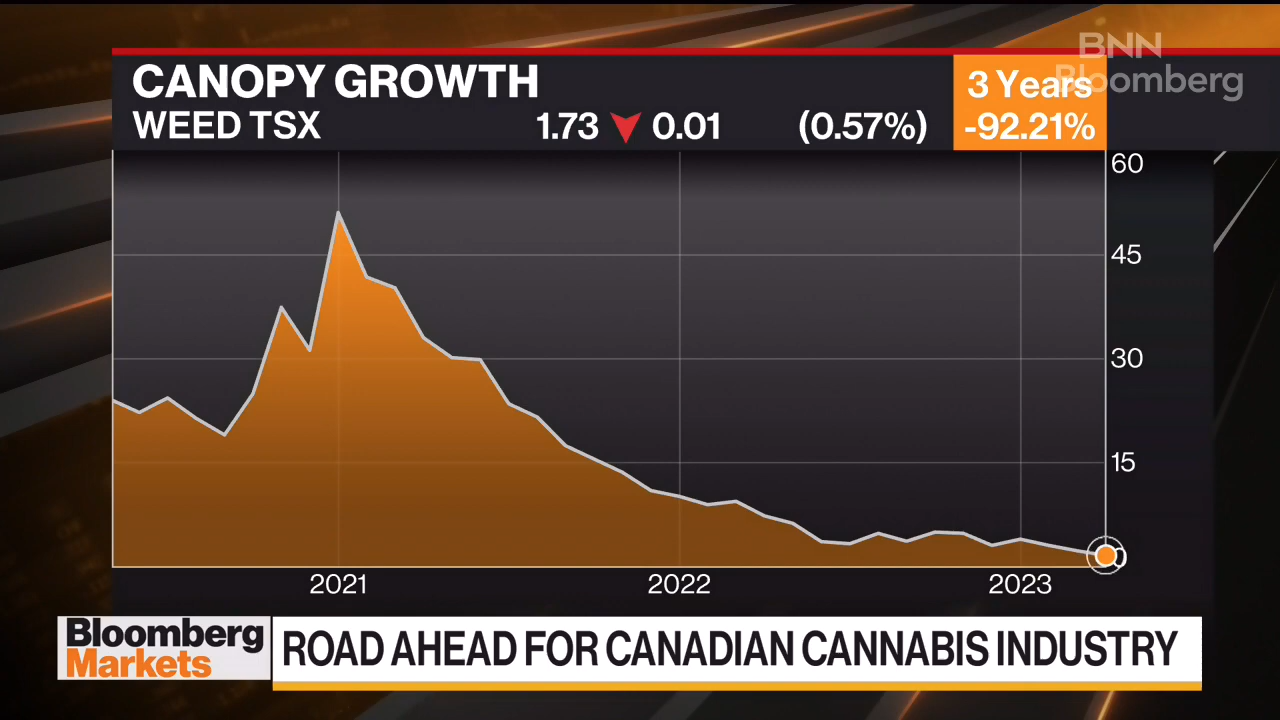 BNN
Bloomberg
CANOPY GROWTH
WEED TSX
1.73 0.01 (0.57%)
3 Years
-92.21%
60
45
30
15
0
2021
2022
2023
Bloomberg
Markets
ROAD AHEAD FOR CANADIAN CANNABIS INDUSTRY